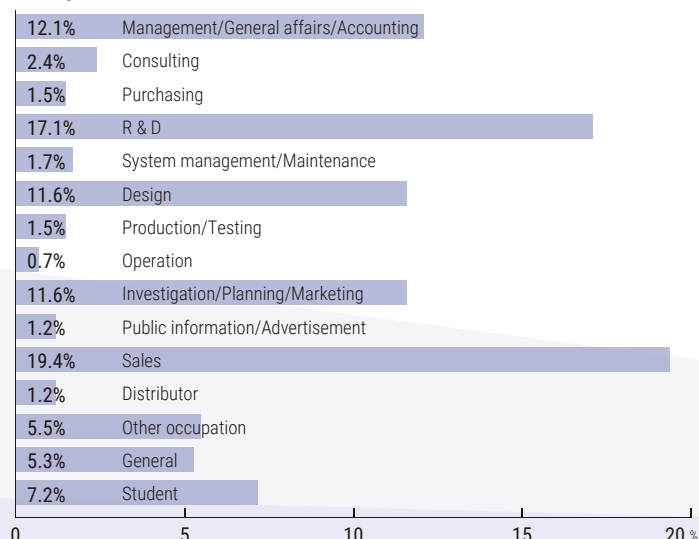 12.1% Management/General affairs/Accounting
2.4% Consulting
1.5% Purchasing
17.1% R & D
1.7% System management/Maintenance
11.6% Design
1.5% Production/Testing
0.7% Operation
11.6% Investigation/Planning/Marketing
1.2% Public information/Advertisement
19.4% Sales
1.2% Distributor
5.5% Other occupation
5.3% General
7.2% Student
0 5 10 15 20 %